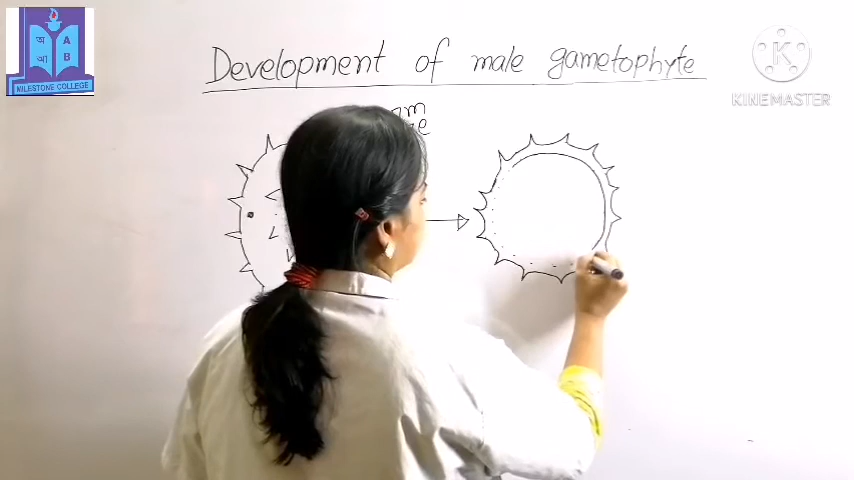 অ A
আ B
MILESTONE COLLEGE
Development of male gametophyte
KINEMASTER